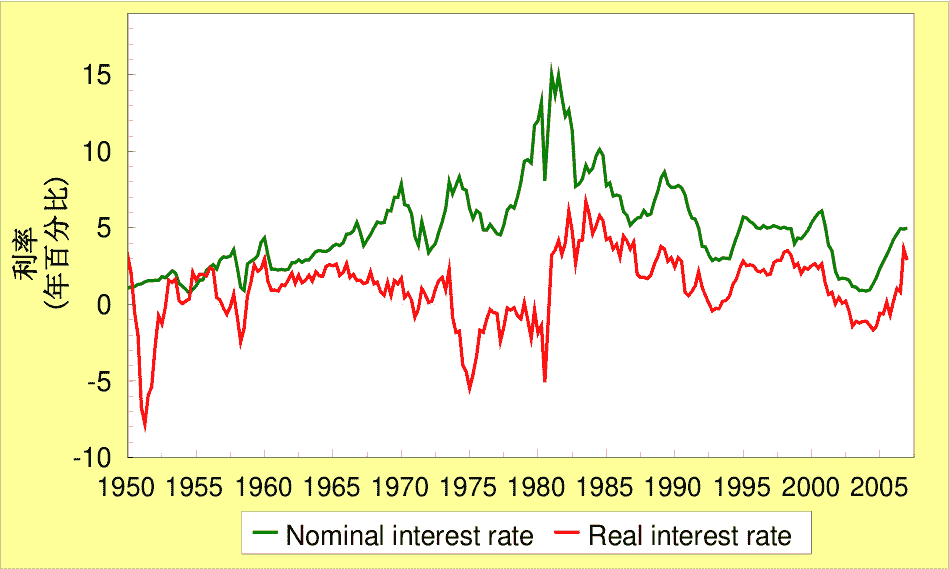 15
10
5
0
-5
-10
利率
(年百分比)
1950 1955 1960 1965 1970 1975 1980 1985 1990 1995 2000 2005
Nominal interest rate
Real interest rate